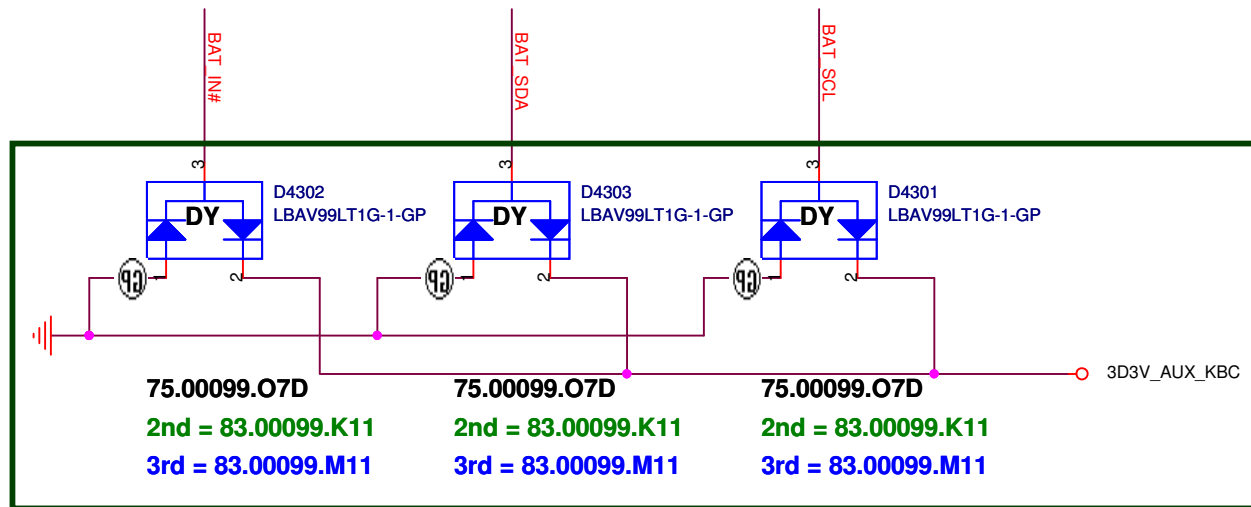 BAT_IN#
BAT_SDA
BAT_SCL
3
3
3
D4302
LBAV99LT1G-1-GP
D4303
LBAV99LT1G-1-GP
D4301
LBAV99LT1G-1-GP
DY
DY
DY
GP
1
2
GP
1
2
GP
1
2
3D3V_AUX_KBC
75.00099.O7D
75.00099.O7D
75.00099.O7D
2nd = 83.00099.K11
2nd = 83.00099.K11
2nd = 83.00099.K11
3rd = 83.00099.M11
3rd = 83.00099.M11
3rd = 83.00099.M11